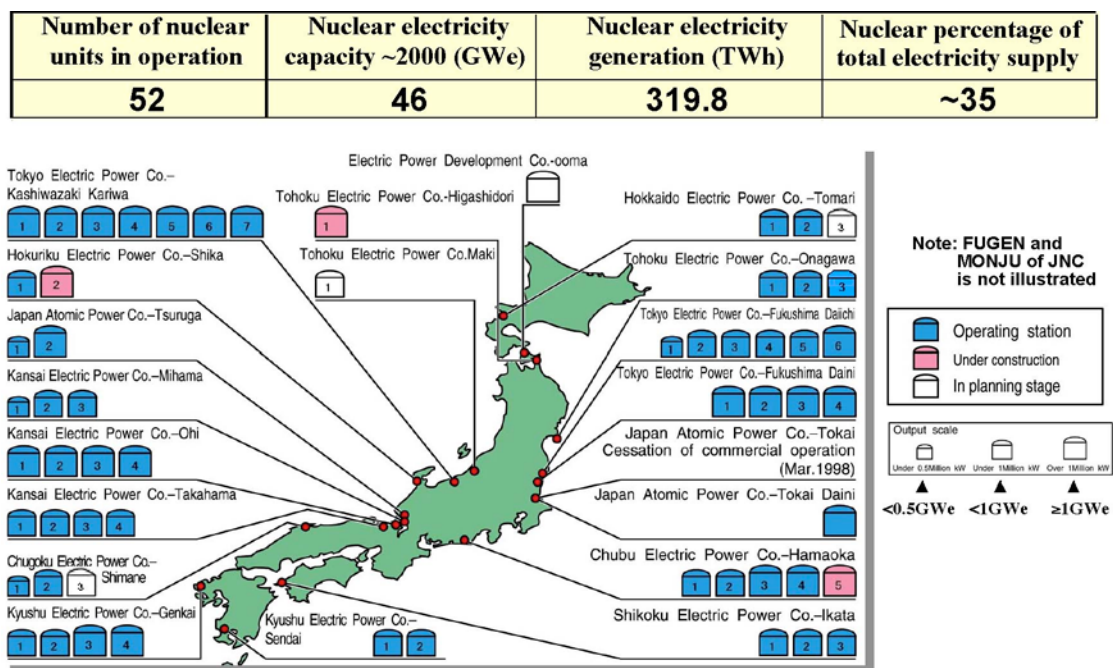 Number of nuclear
units in operation
Nuclear electricity
capacity ~2000 (GWe)
Nuclear electricity
generation (TWh)
Nuclear percentage of
total electricity supply
52
46
319.8
~35
Electric Power Development Co.-ooma
Tokyo Electric Power Co.–
Kashiwazaki Kariwa
1 2 3 4 5 6 7
Tohoku Electric Power Co.-Higashidori
1
Hokkaido Electric Power Co. –Tomari
1 2 3
Hokuriku Electric Power Co.–Shika
1 2
Tohoku Electric Power Co.Maki
1
Tohoku Electric Power Co.–Onagawa
1 2 3
Japan Atomic Power Co.–Tsuruga
1 2
Tokyo Electric Power Co.–Fukushima Daiichi
1 2 3 4 5 6
Kansai Electric Power Co.–Mihama
1 2 3
Tokyo Electric Power Co.–Fukushima Daini
1 2 3 4
Kansai Electric Power Co.–Ohi
1 2 3 4
Japan Atomic Power Co.–Tokai
Cessation of commercial operation
(Mar.1998)
Kansai Electric Power Co.–Takahama
1 2 3 4
Japan Atomic Power Co.–Tokai Daini
Chugoku Electric Power Co.–
Shimane
1 2 3
Chubu Electric Power Co.–Hamaoka
1 2 3 4 5
Kyushu Electric Power Co.–Genkai
1 2 3 4
Kyushu Electric Power Co.–
Sendai
1 2
Shikoku Electric Power Co.–Ikata
1 2 3
Note: FUGEN and
MONJU of JNC
is not illustrated
Operating station
Under construction
In planning stage
Output scale
Under 0.5Million kW
Under 1Million kW
Over 1Million kW
<0.5GWe
<1GWe
≥1GWe